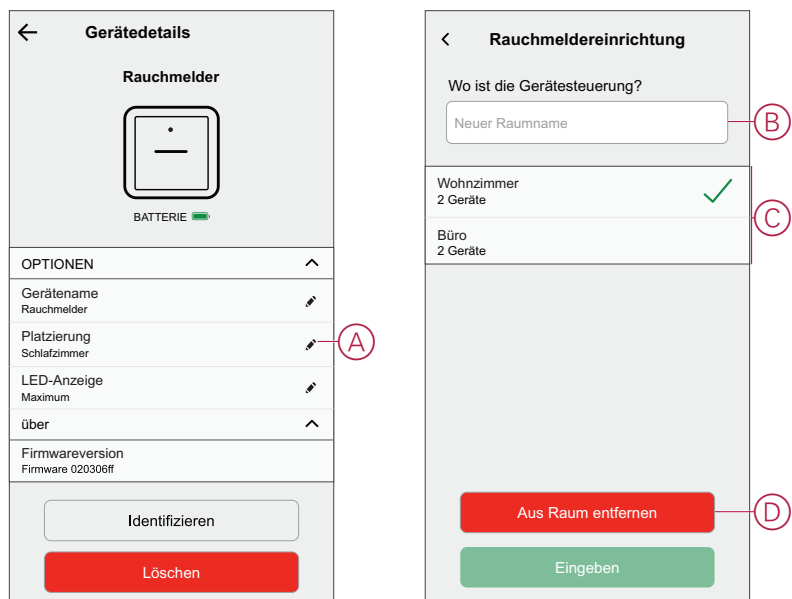 Gerätedetails
Rauchmelder
BATTERIE
OPTIONEN
Gerätename
Rauchmelder
Platzierung
Schlafzimmer
A
LED-Anzeige
Maximum
über
Firmwareversion
Firmware 020306ff
Identifizieren
Löschen
Rauchmeldereinrichtung
Wo ist die Gerätesteuerung?
Neuer Raumname
B
Wohnzimmer
2 Geräte
C
Büro
2 Geräte
Aus Raum entfernen
D
Eingeben